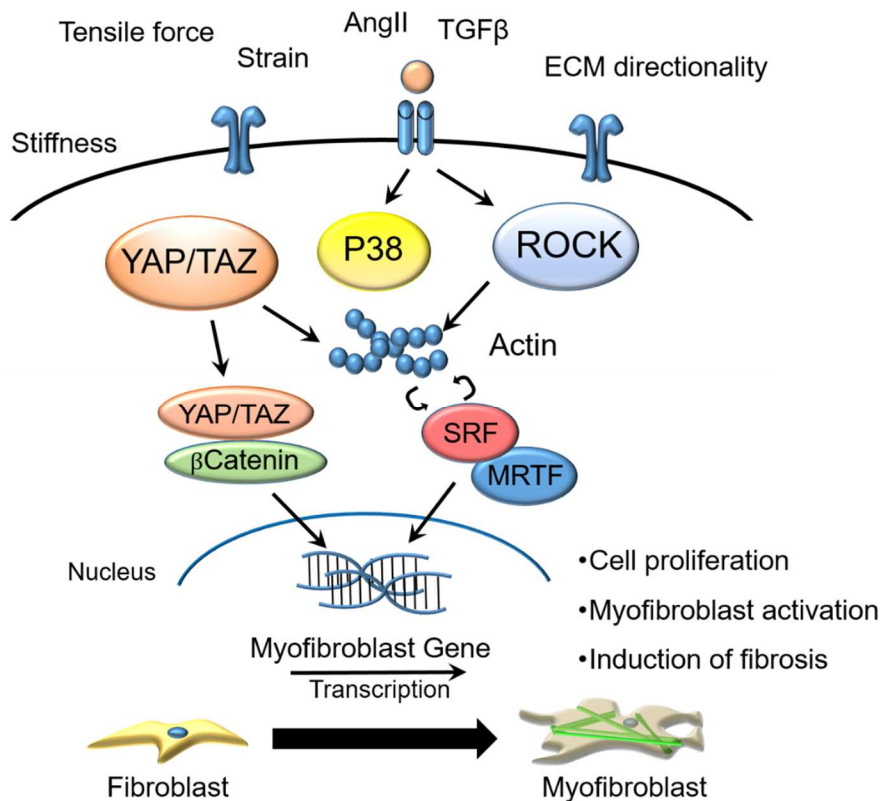 AngII
TGFβ
Tensile force
Strain
ECM directionality
Stiffness
YAP/TAZ
P38
ROCK
Actin
YAP/TAZ
βCatenin
SRF
MRTF
Nucleus
•Cell proliferation
•Myofibroblast activation
•Induction of fibrosis
Myofibroblast Gene
Transcription
Fibroblast
Myofibroblast